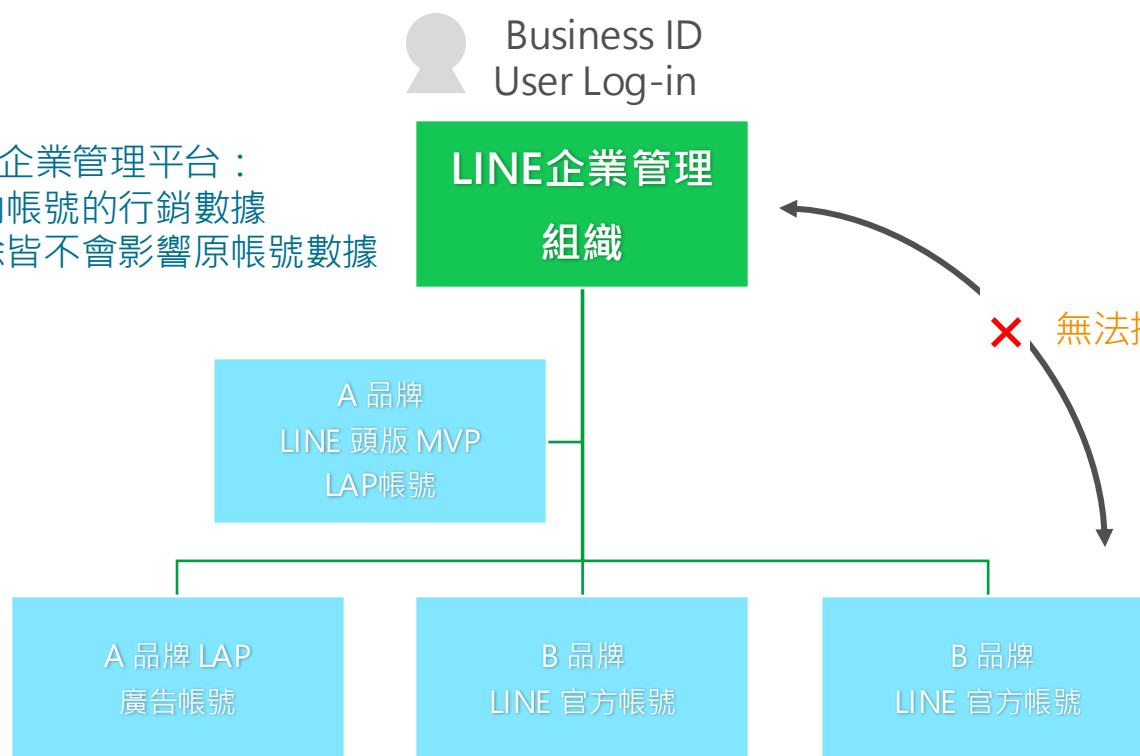 Business ID
User Log-in
LINE企業管理
組織
企業管理平台：
帳號的行銷數據
皆不會影響原帳號數據
無法
A 品牌
LINE 頭版 MVP
LAP帳號
A 品牌 LAP
廣告帳號
B 品牌
LINE 官方帳號
B 品牌
LINE 官方帳號